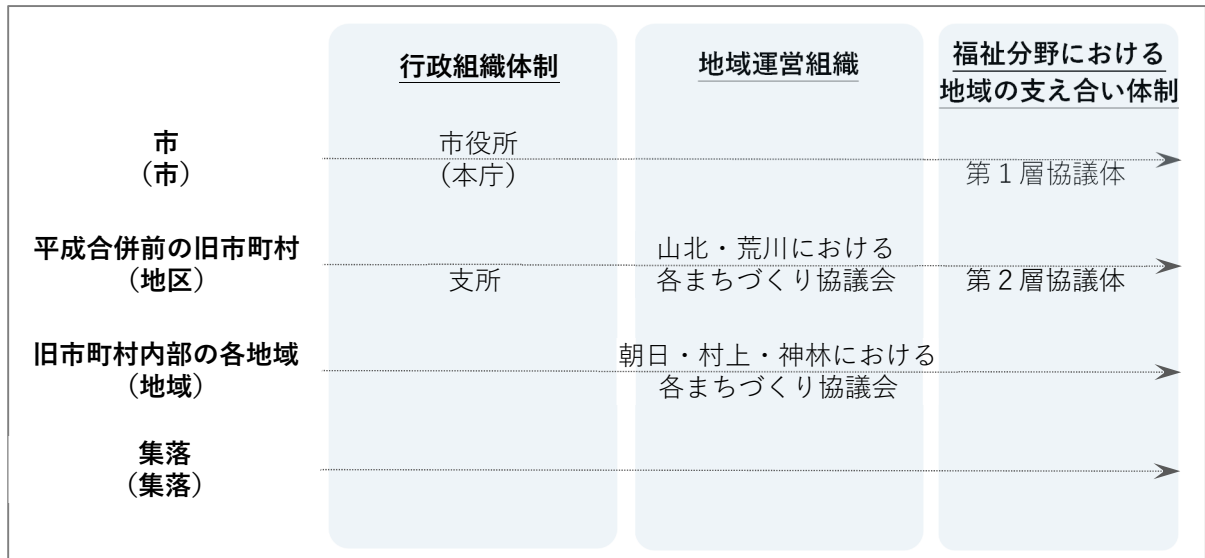 行政組織体制
地域運営組織
福祉分野における
地域の支え合い体制
市
（市）
市役所
（本庁）
第１層協議体
平成合併前の旧市町村
（地区）
支所
山北・荒川における
各まちづくり協議会
第２層協議体
旧市町村内部の各地域
（地域）
朝日・村上・神林における
各まちづくり協議会
集落
（集落）